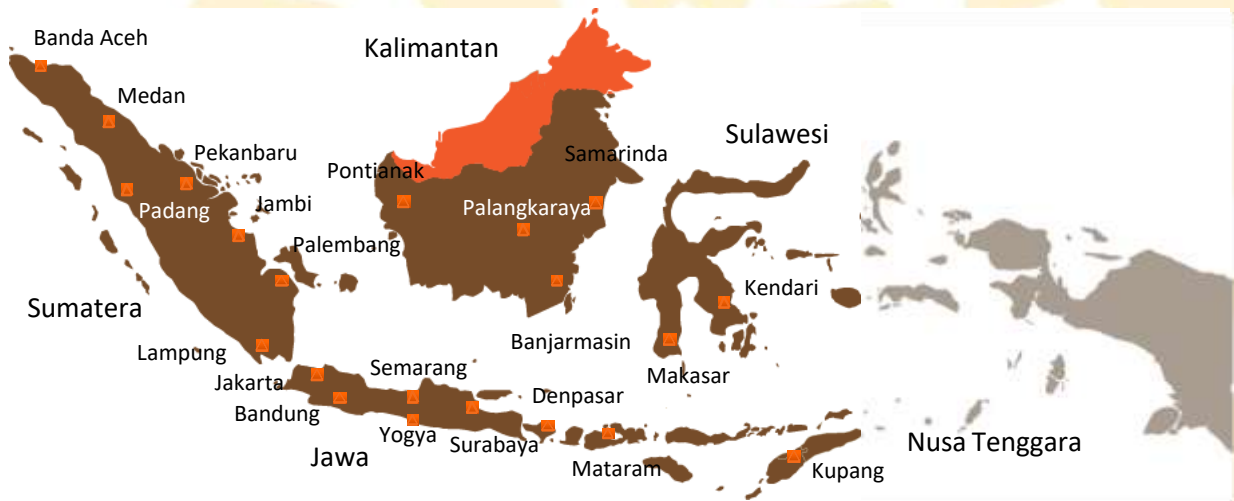 Banda Aceh
Kalimantan
Medan
Sulawesi
Pekanbaru
Samarinda
Pontianak
Padang
Jambi
Palangkaraya
Palembang
Kendari
Sumatera
Banjarmasin
Lampung
Semarang
Makasar
Jakarta
Denpasar
Bandung
Yogya
Surabaya
Nusa Tenggara
Jawa
Mataram
Kupang